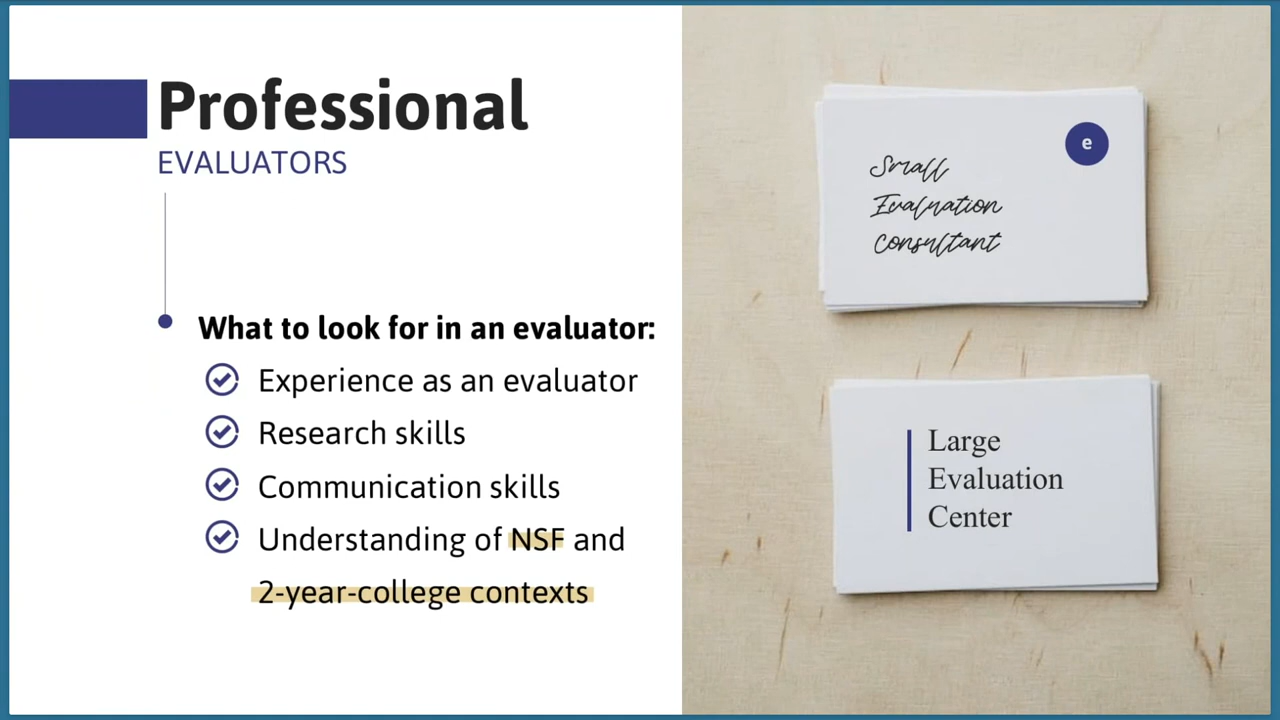 Professional
EVALUATORS
What to look for in an evaluator:
Experience as an evaluator
Research skills
Communication skills
Understanding of NSF and
2-year-college contexts
e
Small
Evaluation
Consultant
Large
Evaluation
Center